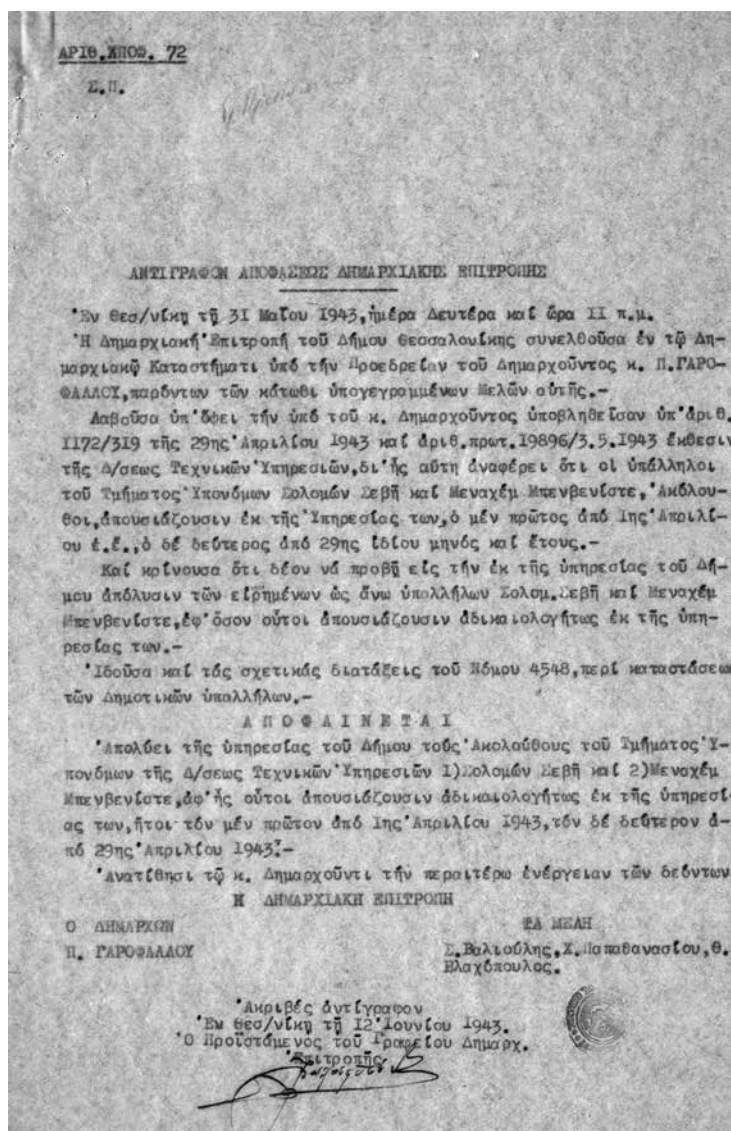 ΑΡΙΘ.ΑΠΟΦ. 72
Σ.Π.
ΑΝΤΙΓΡΑΦΟΝ ΑΠΟΦΑΣΕΩΣ ΔΗΜΑΡΧΙΑΚΗΣ ΕΠΙΤΡΟΠΗΣ
Ἐν Θεσ/νίκῃ τῇ 31 Μαΐου 1943,ἡμέρα Δευτέρα καί ὥρα II π.μ.
Ἡ Δημαρχιακή Ἐπιτροπή τοῦ Δήμου Θεσσαλονίκης συνελθοῦσα ἐν τῷ Δη-
μαρχιακῷ Καταστήματι ὑπό τήν Προεδρείαν τοῦ Δημαρχοῦντος κ. Π.ΓΑΡΟ-
ΦΑΛΛΟΥ,παρόντων τῶν κάτωθι ὑπογεγραμμένων Μελῶν αὐτῆς.-
Λαβοῦσα ὑπ'ὄψει τήν ὑπό τοῦ κ. Δημαρχοῦντος ὑποβληθεῖσαν ὑπ'ἀριθ.
II72/319 τῆς 29ης Ἀπριλίου 1943 καί ἀριθ.πρωτ.19896/3.5.1943 ἔκθεσιν
τῆς Δ/σεως Τεχνικῶν Ὑπηρεσιῶν,δι'ἧς αὕτη ἀναφέρει ὅτι οἱ ὑπάλληλοι
τοῦ Τμήματος Ὑπονόμων Σολομών Σεβή καί Μεναχέμ Μπενβενίστε,Ἀκόλου-
θοι,ἀπουσιάζουσιν ἐκ τῆς Ὑπηρεσίας των,ὁ μέν πρῶτος ἀπό Iης Ἀπριλί-
ου ἐ.ἔ.,ὁ δέ δεύτερος ἀπό 29ης ἰδίου μηνός καί ἔτους.-
Καί κρίνουσα ὅτι δέον νά προβῇ εἰς τήν ἐκ τῆς ὑπηρεσίας τοῦ Δή-
μου ἀπόλυσιν τῶν εἰρημένων ὡς ἄνω ὑπαλλήλων Σολομ.Σεβή καί Μεναχέμ
Μπενβενίστε,ἐφ'ὅσον οὗτοι ἀπουσιάζουσιν ἀδικαιολογήτως ἐκ τῆς ὑπη-
ρεσίας των.-
Ἰδοῦσα καί τάς σχετικάς διατάξεις τοῦ Νόμου 4548,περί καταστάσεω
τῶν Δημοτικῶν ὑπαλλήλων.-
ΑΠΟΦΑΙΝΕΤΑΙ
Ἀπολύει τῆς ὑπηρεσίας τοῦ Δήμου τούς Ἀκολούθους τοῦ Τμήματος Ὑ-
πονόμων τῆς Δ/σεως Τεχνικῶν Ὑπηρεσιῶν 1)Σολομών Σεβή καί 2)Μεναχέμ
Μπενβενίστε,ἀφ'ἧς οὗτοι ἀπουσιάζουσιν ἀδικαιολογήτως ἐκ τῆς ὑπηρεσί-
ας των,ἤτοι τόν μέν πρῶτον ἀπό Iης Ἀπριλίου 1943,τόν δέ δεύτερον ἀ-
πό 29ης Ἀπριλίου 1943.-
Ἀνατίθησι τῷ κ. Δημαρχοῦντι τήν περαιτέρω ἐνέργειαν τῶν δεόντων
Η ΔΗΜΑΡΧΙΑΚΗ ΕΠΙΤΡΟΠΗ
Ο ΔΗΜΑΡΧΩΝ
ΤΑ ΜΕΛΗ
Π. ΓΑΡΟΦΑΛΛΟΥ
Σ.Βαλιούλης,Χ.Παπαθανασίου,Θ.
Βλαχόπουλος.
Ἀκριβές ἀντίγραφον
Ἐν Θεσ/νίκῃ τῇ 12 Ἰουνίου 1943.
Ὁ Προϊστάμενος τοῦ Γραφείου Δημαρχ.
Ἐπιτροπῆς